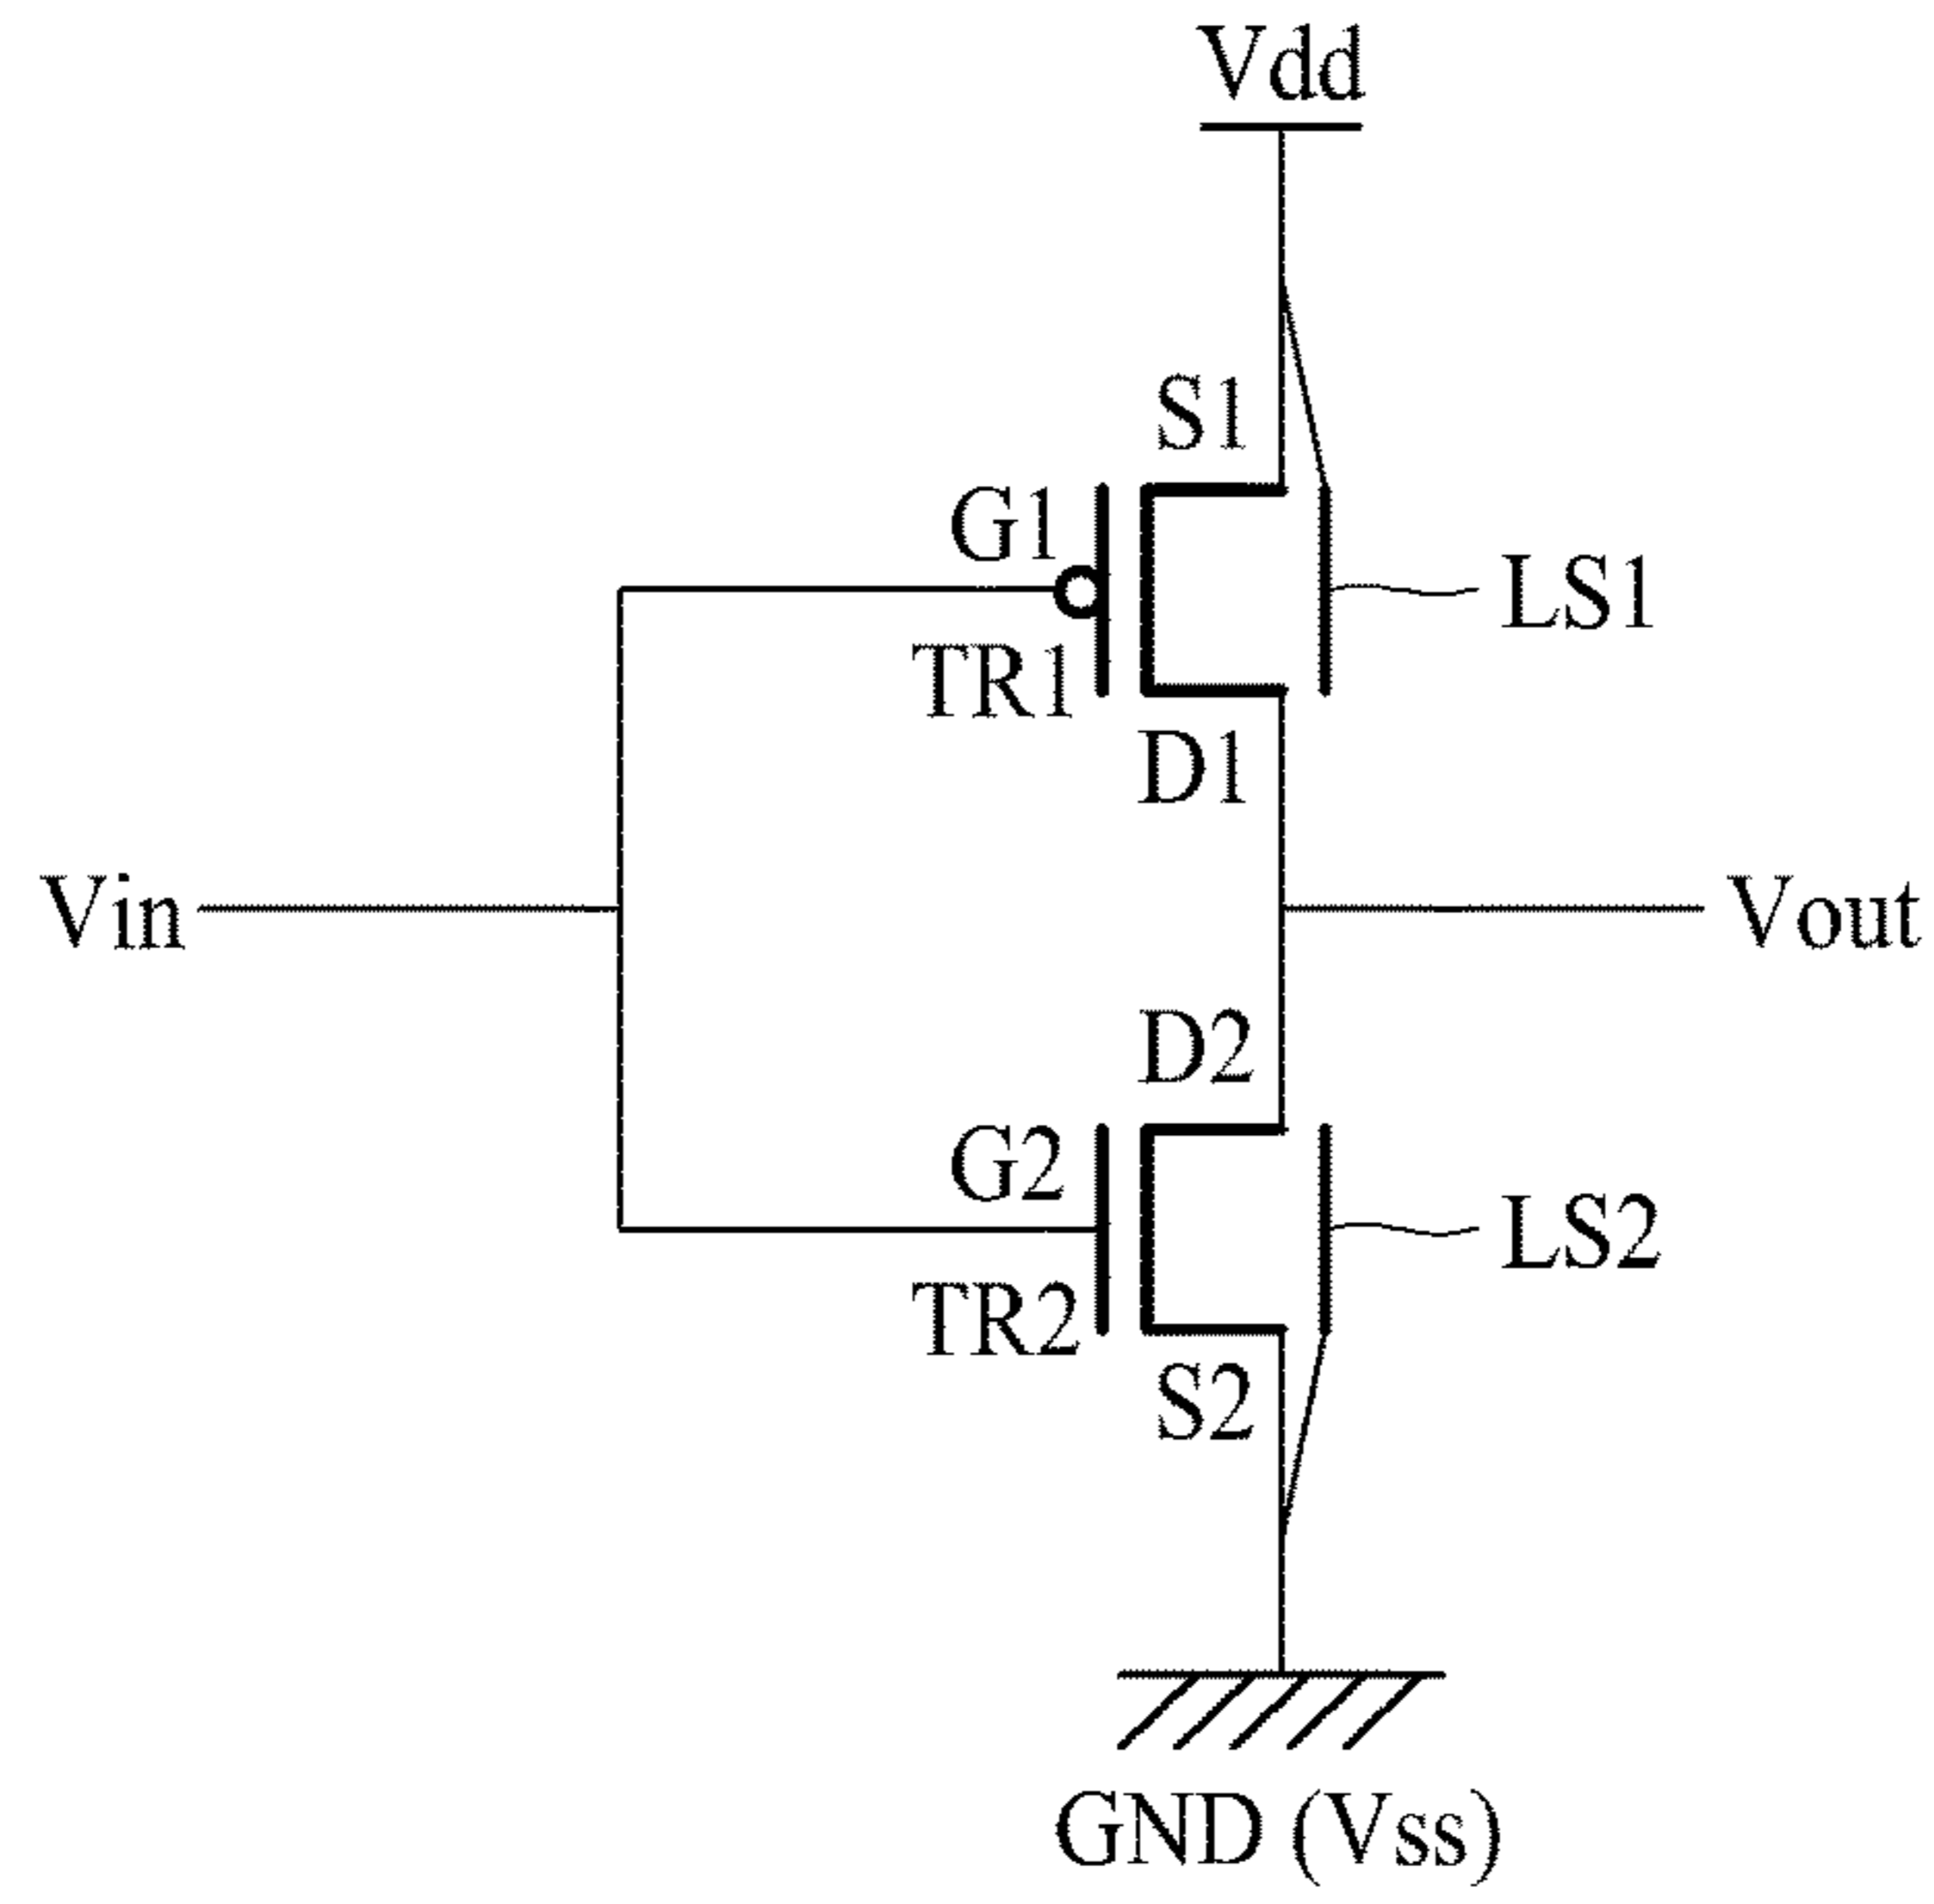 Vdd
S1
G1
LS1
TR1
D1
Vin
Vout
D2
G2
LS2
TR2
S2
GND (Vss)